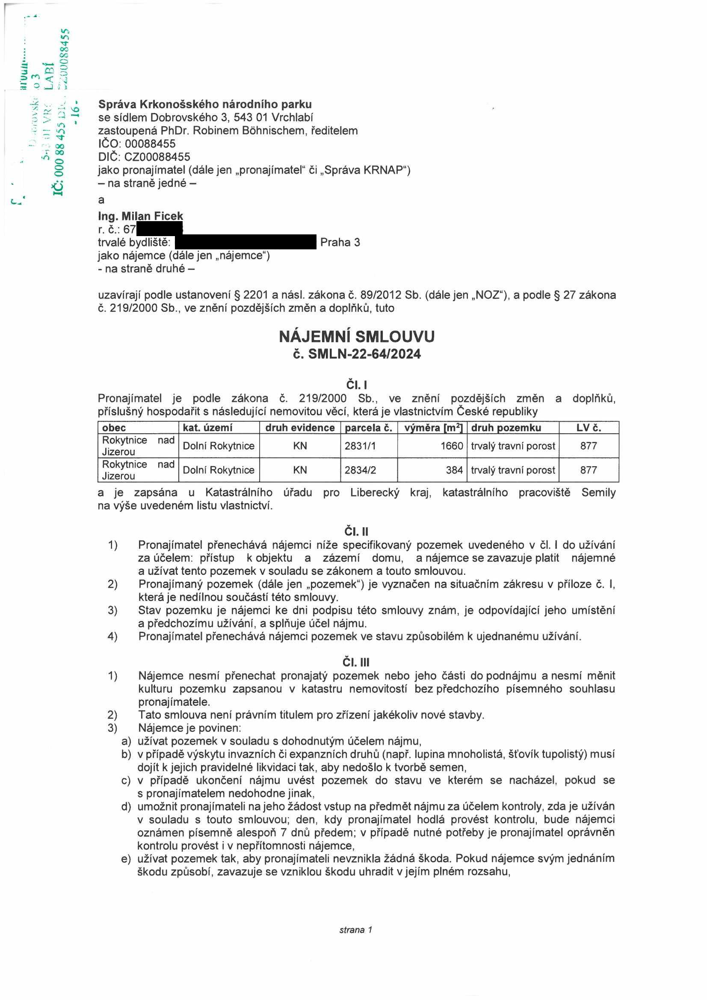 IČ: 000 88 455
CZ00088455
- 16 -
Správa Krkonošského národního parku
se sídlem Dobrovského 3, 543 01 Vrchlabí
zastoupená PhDr. Robinem Böhnischem, ředitelem
IČO: 00088455
DIČ: CZ00088455
jako pronajímatel (dále jen „pronajímatel“ či „Správa KRNAP“)
– na straně jedné –
a
Ing. Milan Ficek
r. č.: 67
trvalé bydliště: Praha 3
jako nájemce (dále jen „nájemce“)
- na straně druhé –
uzavírají podle ustanovení § 2201 a násl. zákona č. 89/2012 Sb. (dále jen „NOZ“), a podle § 27 zákona
č. 219/2000 Sb., ve znění pozdějších změn a doplňků, tuto
NÁJEMNÍ SMLOUVU
č. SMLN-22-64/2024
Čl. I
Pronajímatel je podle zákona č. 219/2000 Sb., ve znění pozdějších změn a doplňků,
příslušný hospodařit s následující nemovitou věcí, která je vlastnictvím České republiky
obec kat. území druh evidence parcela č. výměra [m²] druh pozemku LV č.
Rokytnice nad
Jizerou Dolní Rokytnice KN 2831/1 1660 trvalý travní porost 877
Rokytnice nad
Jizerou Dolní Rokytnice KN 2834/2 384 trvalý travní porost 877
a je zapsána u Katastrálního úřadu pro Liberecký kraj, katastrálního pracoviště Semily
na výše uvedeném listu vlastnictví.
Čl. II
1) Pronajímatel přenechává nájemci níže specifikovaný pozemek uvedeného v čl. I do užívání
za účelem: přístup k objektu a zázemí domu, a nájemce se zavazuje platit nájemné
a užívat tento pozemek v souladu se zákonem a touto smlouvou.
2) Pronajímaný pozemek (dále jen „pozemek“) je vyznačen na situačním zákresu v příloze č. I,
která je nedílnou součástí této smlouvy.
3) Stav pozemku je nájemci ke dni podpisu této smlouvy znám, je odpovídající jeho umístění
a předchozímu užívání, a splňuje účel nájmu.
4) Pronajímatel přenechává nájemci pozemek ve stavu způsobilém k ujednanému užívání.
Čl. III
1) Nájemce nesmí přenechat pronajatý pozemek nebo jeho části do podnájmu a nesmí měnit
kulturu pozemku zapsanou v katastru nemovitostí bez předchozího písemného souhlasu
pronajímatele.
2) Tato smlouva není právním titulem pro zřízení jakékoliv nové stavby.
3) Nájemce je povinen:
a) užívat pozemek v souladu s dohodnutým účelem nájmu,
b) v případě výskytu invazních či expanzních druhů (např. lupina mnoholistá, šťovík tupolistý) musí
dojít k jejich pravidelné likvidaci tak, aby nedošlo k tvorbě semen,
c) v případě ukončení nájmu uvést pozemek do stavu ve kterém se nacházel, pokud se
s pronajímatelem nedohodne jinak,
d) umožnit pronajímateli na jeho žádost vstup na předmět nájmu za účelem kontroly, zda je užíván
v souladu s touto smlouvou; den, kdy pronajímatel hodlá provést kontrolu, bude nájemci
oznámen písemně alespoň 7 dnů předem; v případě nutné potřeby je pronajímatel oprávněn
kontrolu provést i v nepřítomnosti nájemce,
e) užívat pozemek tak, aby pronajímateli nevznikla žádná škoda. Pokud nájemce svým jednáním
škodu způsobí, zavazuje se vzniklou škodu uhradit v jejím plném rozsahu,
strana 1